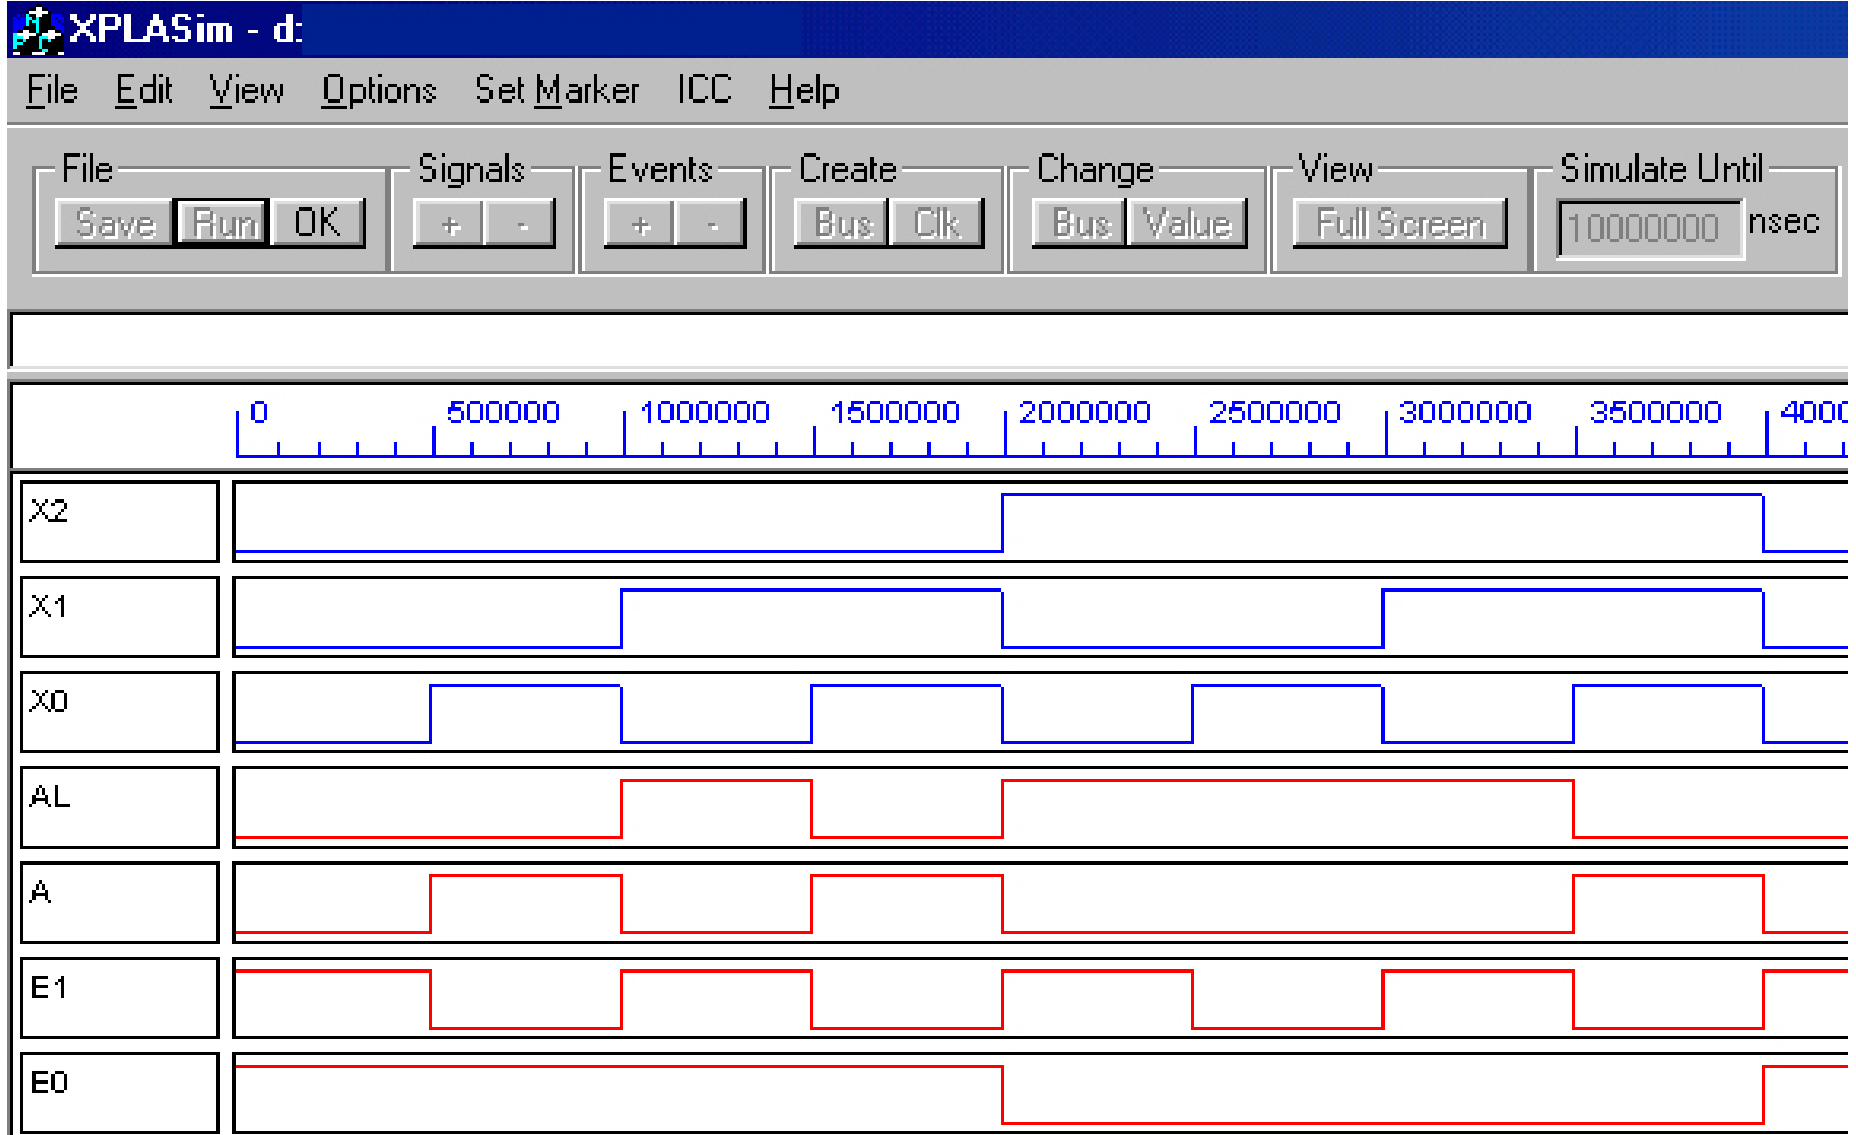 XPLASim - d:
File Edit View Options Set Marker ICC Help
File Signals Events Create Change View Simulate Until
Save Run OK + - + - Bus Clk Bus Value Full Screen 10000000 nsec
0 500000 1000000 1500000 2000000 2500000 3000000 3500000 4000
X2
X1
X0
AL
A
E1
E0